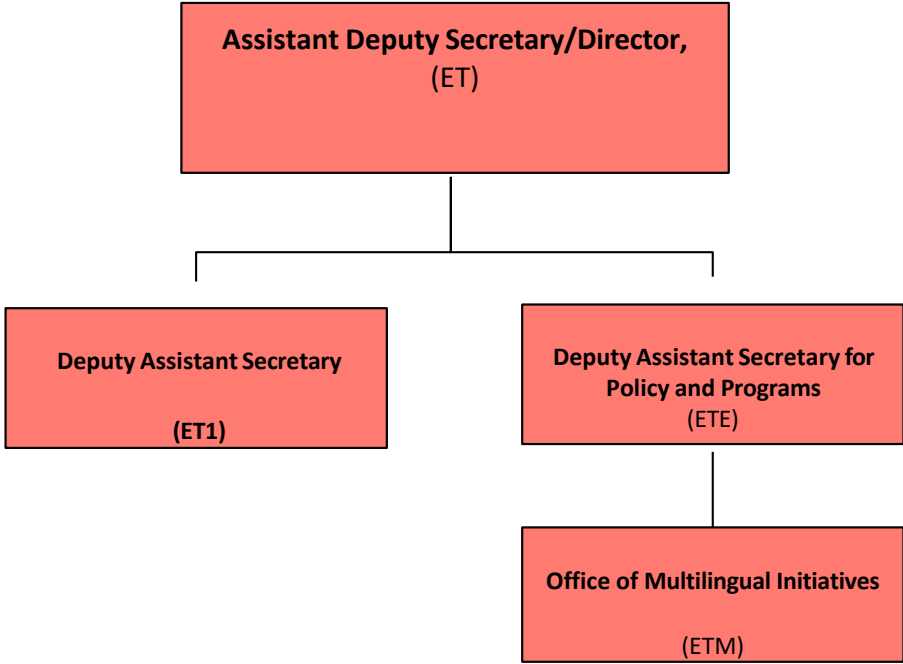 Assistant Deputy Secretary/Director,
(ET)
Deputy Assistant Secretary
(ET1)
Deputy Assistant Secretary for
Policy and Programs
(ETE)
Office of Multilingual Initiatives
(ETM)